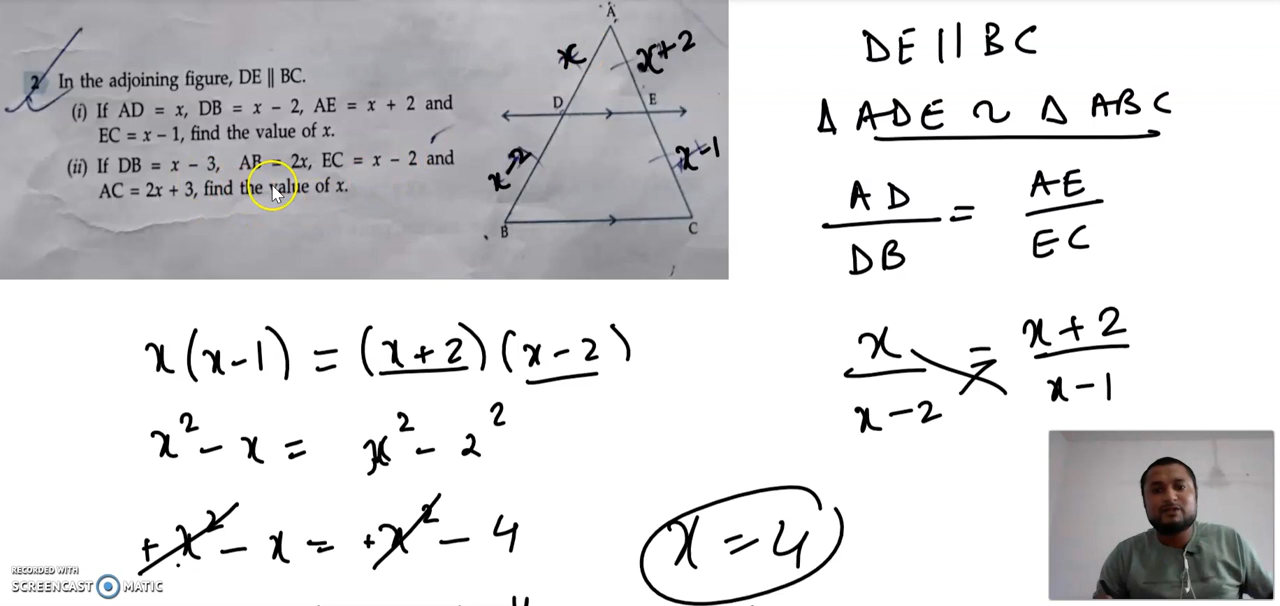 2 In the adjoining figure, DE || BC.
(i) If AD = x, DB = x − 2, AE = x + 2 and
EC = x − 1, find the value of x.
(ii) If DB = x − 3, AB = 2x, EC = x − 2 and
AC = 2x + 3, find the value of x.
A
x
x+2
D
E
x-2
x-1
B
C
DE || BC
Δ ADE ~ Δ ABC
AD/DB = AE/EC
x/x-2 = x+2/x-1
x(x-1) = (x+2)(x-2)
x² - x = x² - 2²
+x² - x = +x² - 4
x = 4
RECORDED WITH
SCREENCAST MATIC